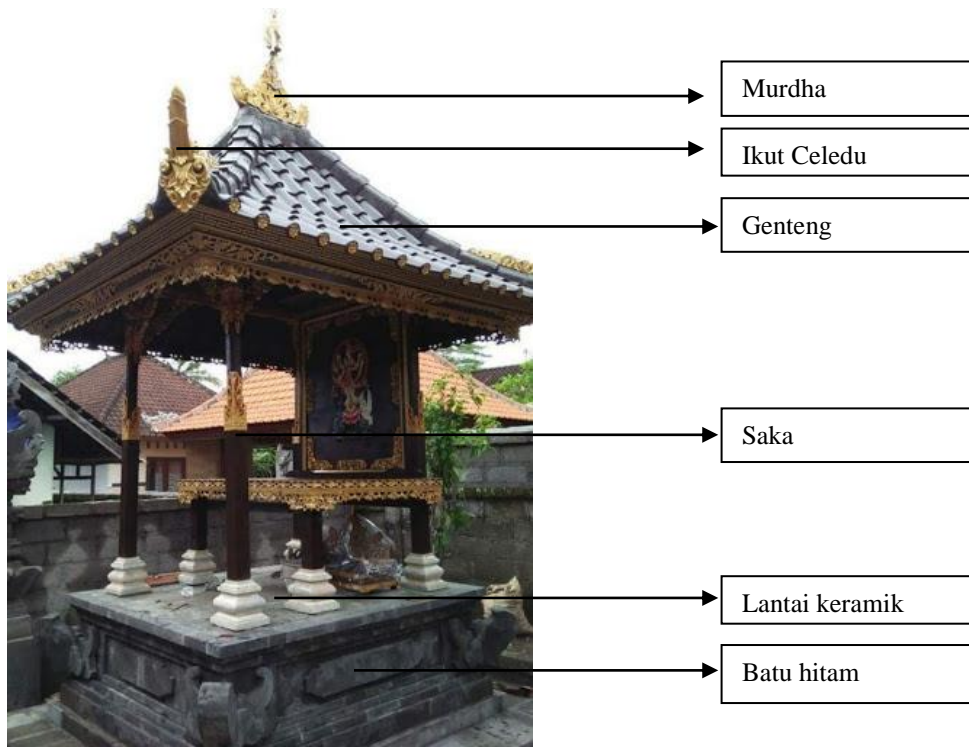 Murdha
Ikut Celedu
Genteng
Saka
Lantai keramik
Batu hitam